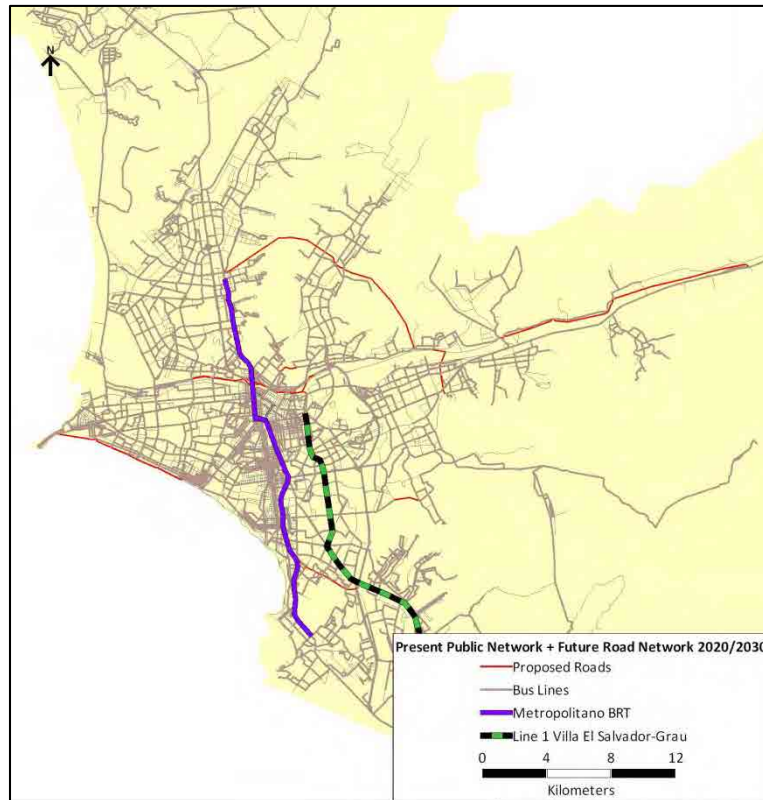 N
Present Public Network + Future Road Network 2020/2030
Proposed Roads
Bus Lines
Metropolitano BRT
Line 1 Villa El Salvador-Grau
0 4 8 12
Kilometers